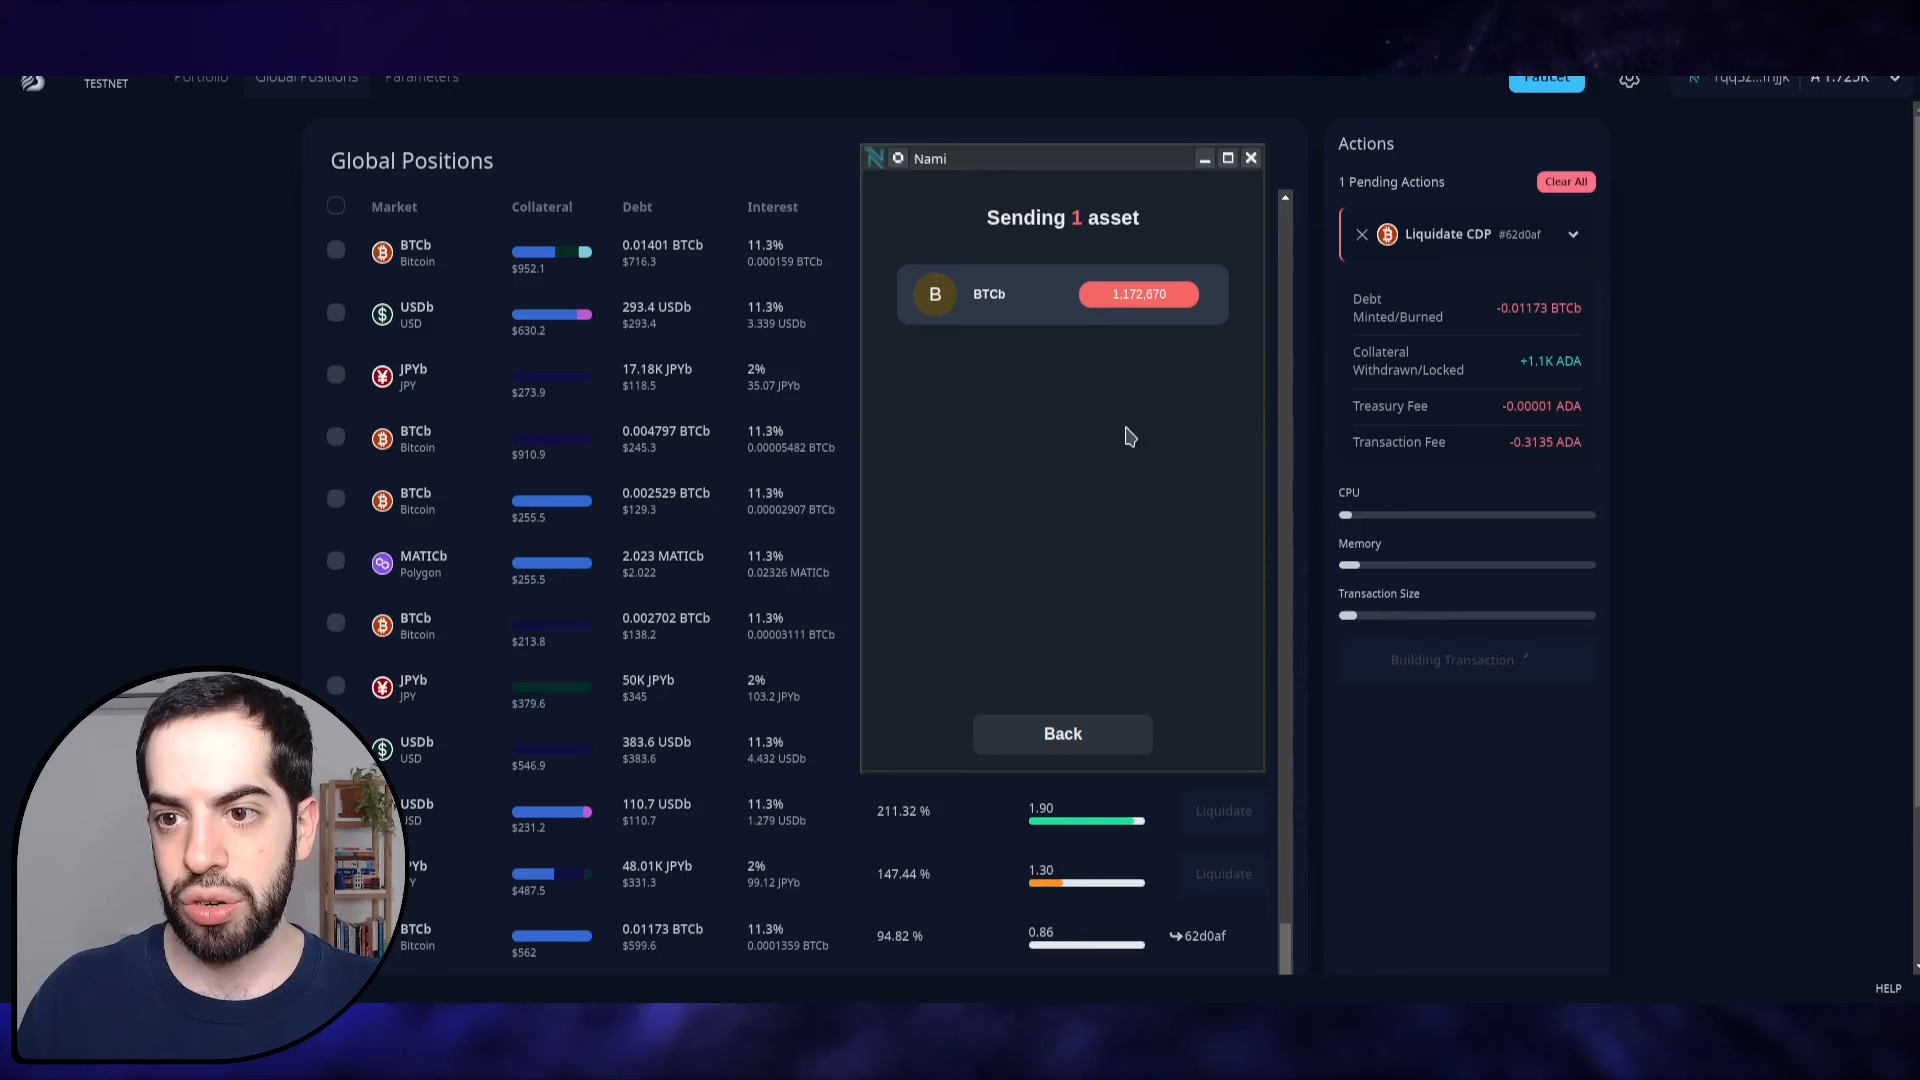 TESTNET
Portfolio
Global Positions
Parameters
Faucet
Global Positions
Market
Collateral
Debt
Interest
BTCb
Bitcoin
$952.1
0.01401 BTCb
$716.3
11.3%
0.000159 BTCb
USDb
USD
$630.2
293.4 USDb
$293.4
11.3%
3.339 USDb
JPYb
JPY
$273.9
17.18K JPYb
$118.5
2%
35.07 JPYb
BTCb
Bitcoin
$910.9
0.004797 BTCb
$245.3
11.3%
0.00005482 BTCb
BTCb
Bitcoin
$255.5
0.002529 BTCb
$129.3
11.3%
0.00002907 BTCb
MATICb
Polygon
$255.5
2.023 MATICb
$2.022
11.3%
0.02326 MATICb
BTCb
Bitcoin
$213.8
0.002702 BTCb
$138.2
11.3%
0.00003111 BTCb
JPYb
JPY
$379.6
50K JPYb
$345
2%
103.2 JPYb
USDb
USD
$546.9
383.6 USDb
$383.6
11.3%
4.432 USDb
USDb
$231.2
110.7 USDb
$110.7
11.3%
1.279 USDb
211.32 %
1.90
Liquidate
$487.5
48.01K JPYb
$331.3
2%
99.12 JPYb
147.44 %
1.30
Liquidate
BTCb
Bitcoin
$562
0.01173 BTCb
$599.6
11.3%
0.0001359 BTCb
94.82 %
0.86
62d0af
Nami
Sending 1 asset
B
BTCb
1,172,670
Back
Actions
1 Pending Actions
Clear All
Liquidate CDP #62d0af
Debt
Minted/Burned
-0.01173 BTCb
Collateral
Withdrawn/Locked
+1.1K ADA
Treasury Fee
-0.00001 ADA
Transaction Fee
-0.3135 ADA
CPU
Memory
Transaction Size
Building Transaction
HELP